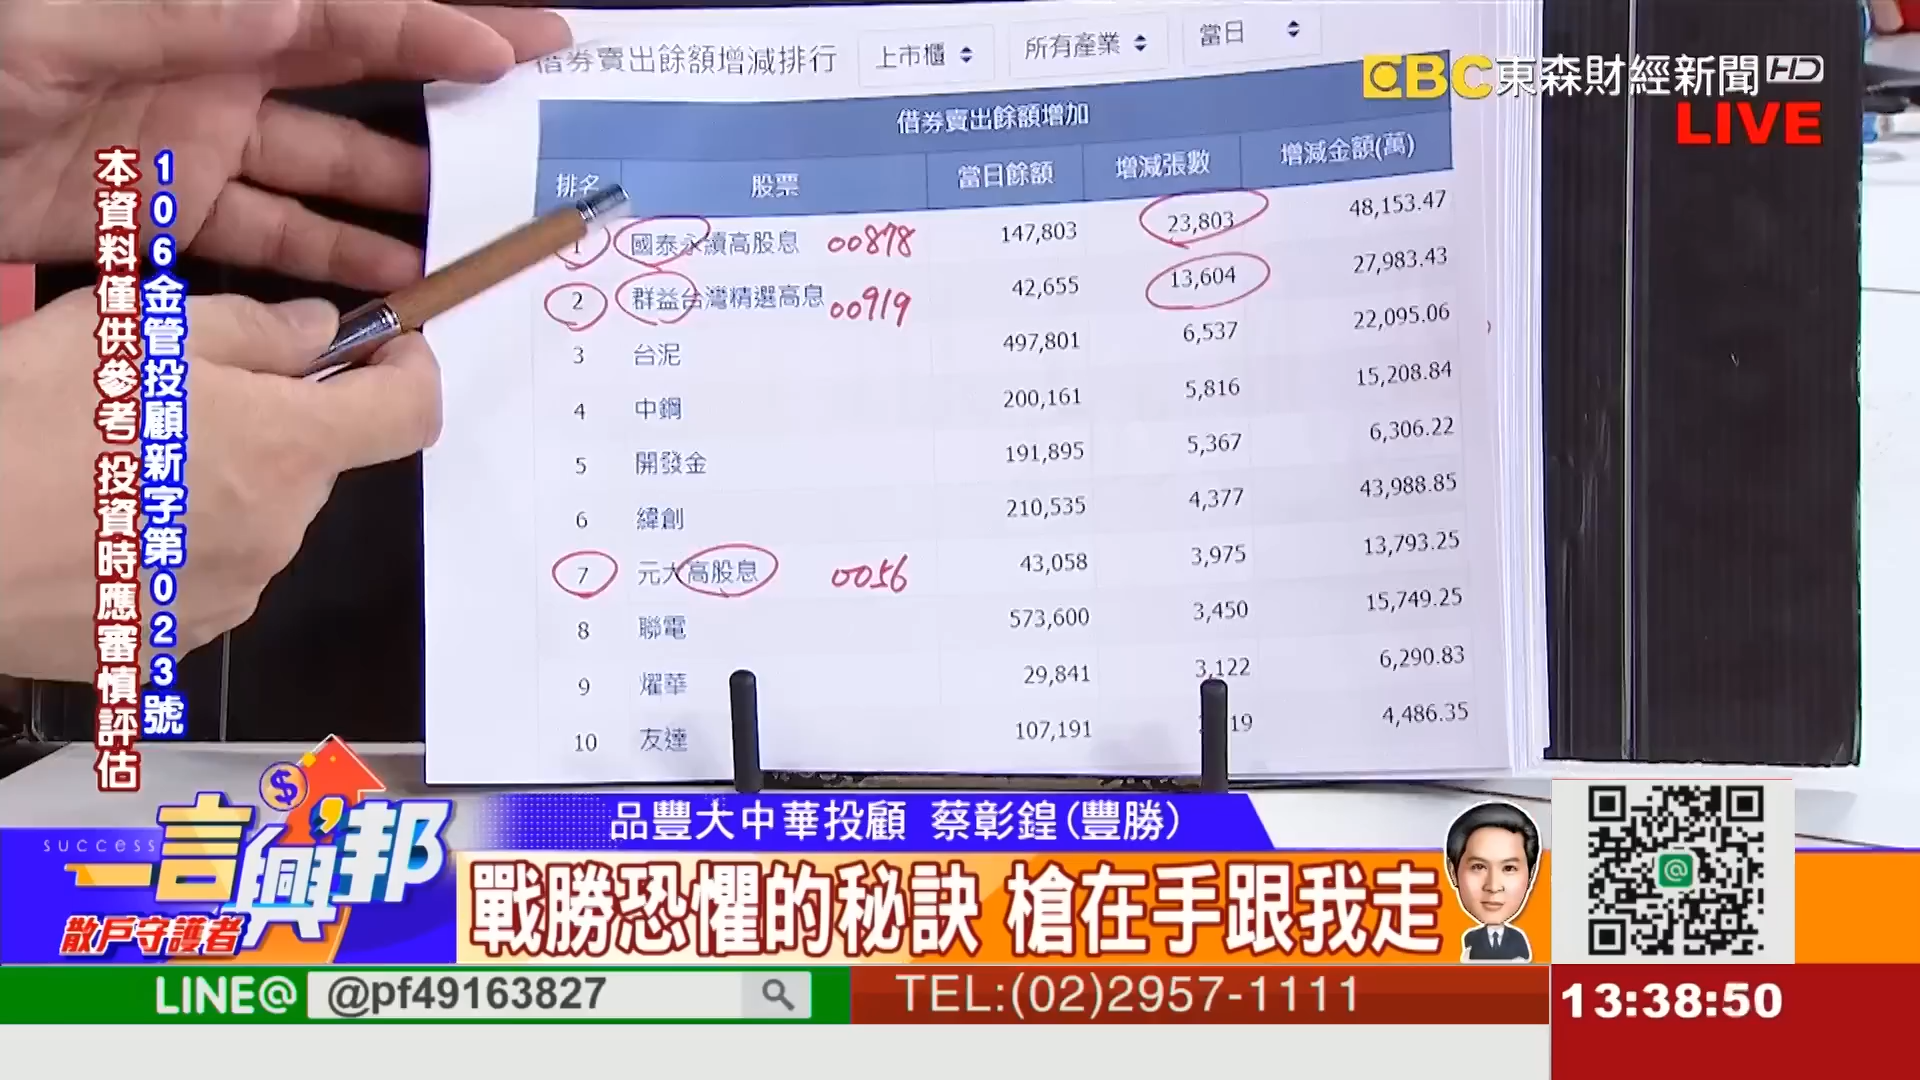 借券賣出餘額增減排行 上市櫃 所有產業 當日
借券賣出餘額增加
排名 股票 當日餘額 增減張數 增減金額(萬)
1 國泰永續高股息 00878 147,803 23,803 48,153.47
2 群益台灣精選高息 00919 42,655 13,604 27,983.43
3 台泥 497,801 6,537 22,095.06
4 中鋼 200,161 5,816 15,208.84
5 開發金 191,895 5,367 6,306.22
6 緯創 210,535 4,377 43,988.85
7 元大高股息 0056 43,058 3,975 13,793.25
8 聯電 573,600 3,450 15,749.25
9 燿華 29,841 3,122 6,290.83
10 友達 107,191 19 4,486.35
EBC東森財經新聞HD
LIVE
106金管投顧新字第023號
本資料僅供參考 投資時應審慎評估
success
一言興邦
散戶守護者
品豐大中華投顧 蔡彰鍠(豐勝)
戰勝恐懼的秘訣 槍在手跟我走
LINE@ @pf49163827
TEL:(02)2957-1111
13:38:50